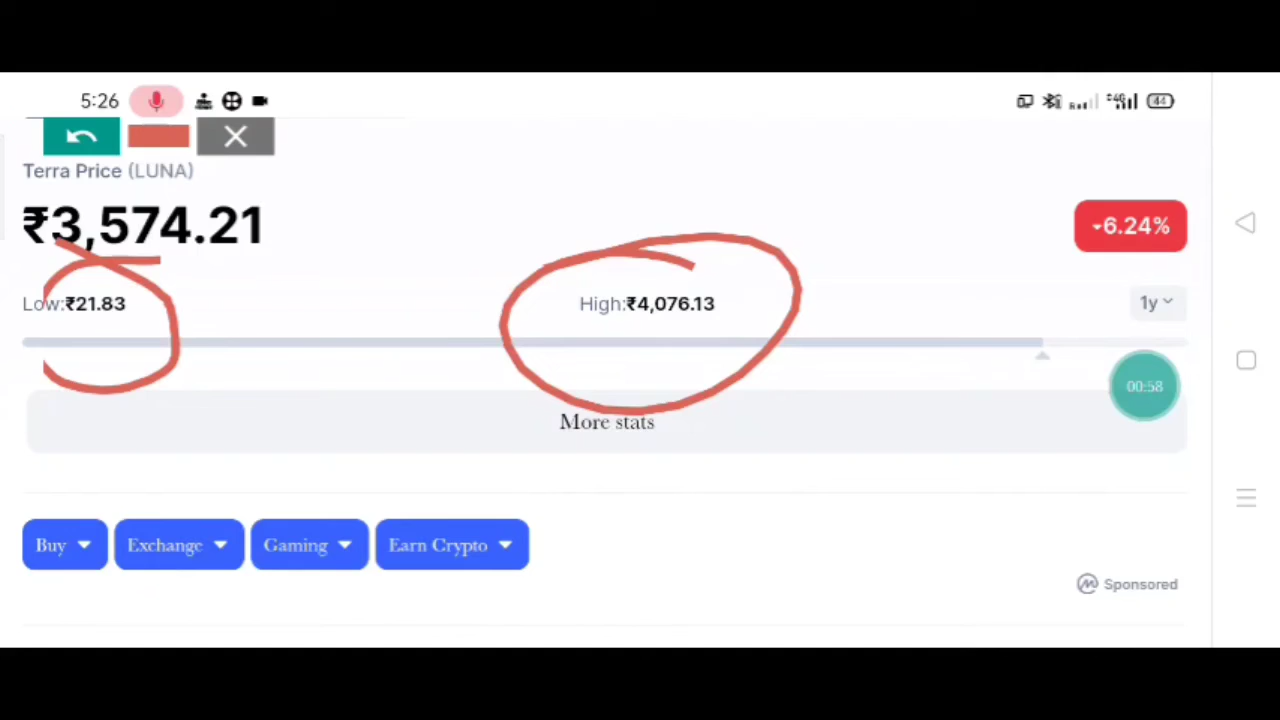 5:26
44
Terra Price (LUNA)
₹3,574.21
-6.24%
Low:₹21.83
High:₹4,076.13
1y
00:58
More stats
Buy
Exchange
Gaming
Earn Crypto
Sponsored